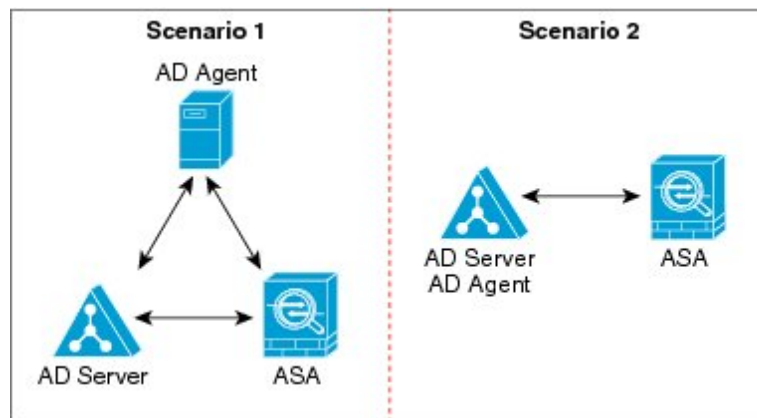 Scenario 1
AD Agent
AD Server
ASA
Scenario 2
AD Server
AD Agent
ASA